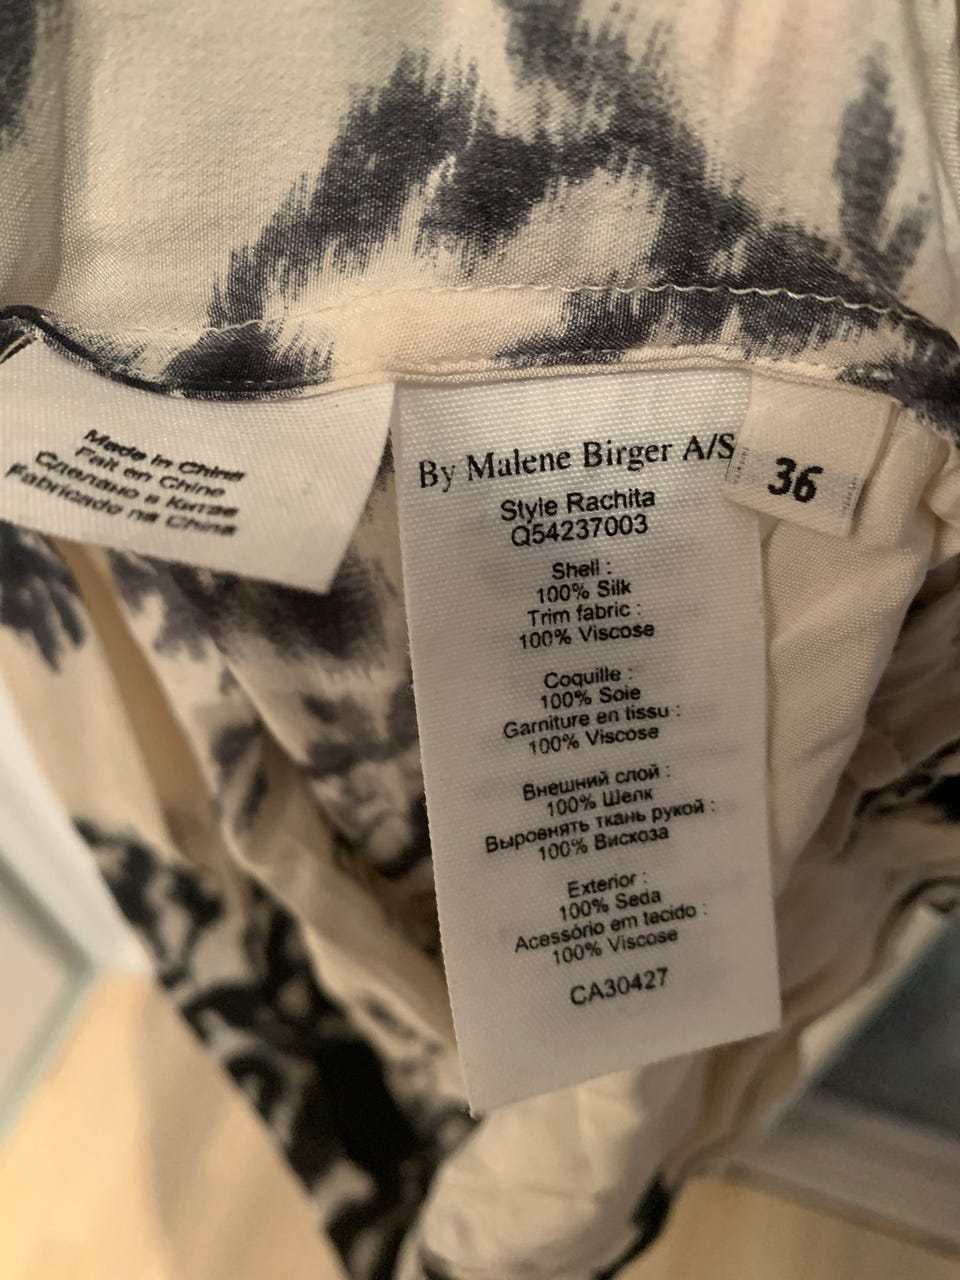 Made in China
Fait en Chine
Сделано в Китае
Fabricado na China
By Malene Birger A/S
Style Rachita
Q54237003
Shell :
100% Silk
Trim fabric :
100% Viscose
Coquille :
100% Soie
Garniture en tissu :
100% Viscose
Внешний слой :
100% Шелк
Выровнять ткань рукой :
100% Вискоза
Exterior :
100% Seda
Acessório em tecido :
100% Viscose
CA30427
36